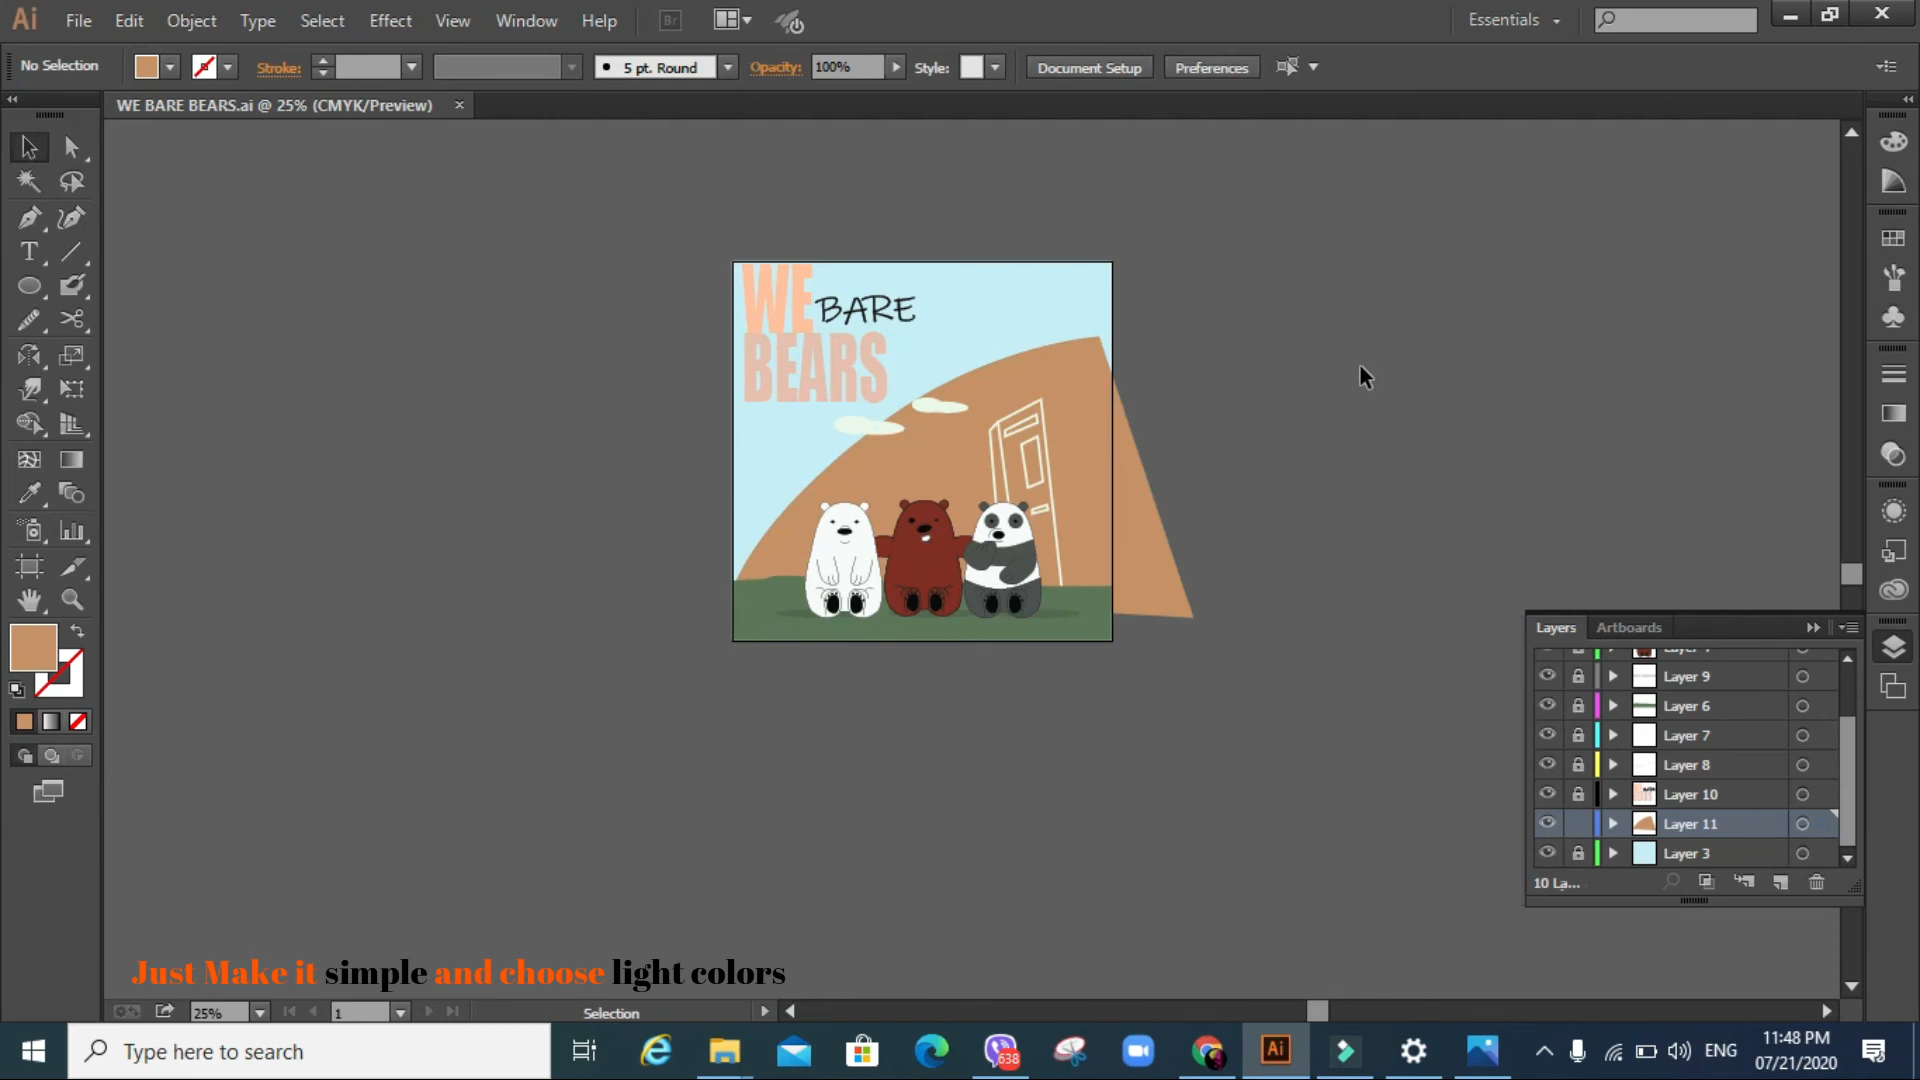 Ai File Edit Object Type Select Effect View Window Help Br Essentials
No Selection Stroke: 5 pt. Round Opacity: 100% Style: Document Setup Preferences
WE BARE BEARS.ai @ 25% (CMYK/Preview)
WE
BARE
BEARS
Layers Artboards
Layer 9
Layer 6
Layer 7
Layer 8
Layer 10
Layer 11
Layer 3
10 La...
Just Make it simple and choose light colors
25% 1 Selection
Type here to search
638
Ai
ENG
11:48 PM
07/21/2020